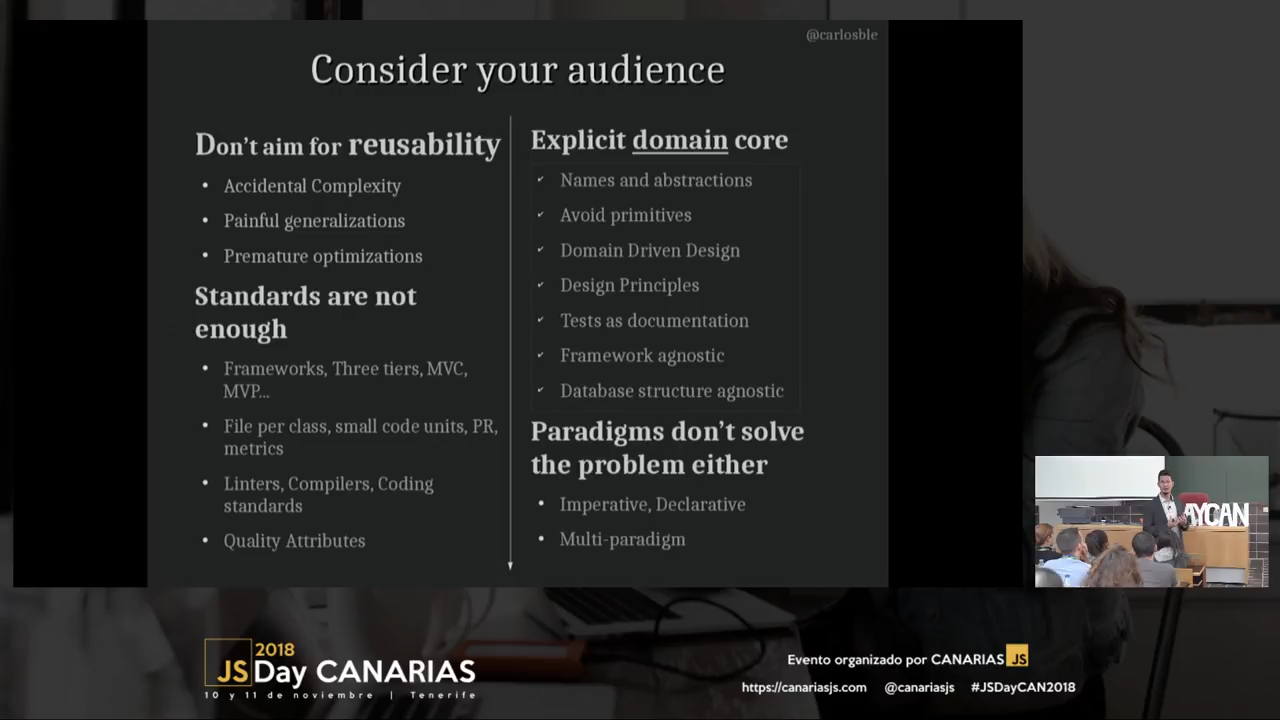 @carlosble
Consider your audience
Don't aim for reusability
• Accidental Complexity
• Painful generalizations
• Premature optimizations
Standards are not
enough
• Frameworks, Three tiers, MVC,
MVP...
• File per class, small code units, PR,
metrics
• Linters, Compilers, Coding
standards
• Quality Attributes
Explicit domain core
✔ Names and abstractions
✔ Avoid primitives
✔ Domain Driven Design
✔ Design Principles
✔ Tests as documentation
✔ Framework agnostic
✔ Database structure agnostic
Paradigms don't solve
the problem either
• Imperative, Declarative
• Multi-paradigm
AYCAN
2018
JSDay CANARIAS
10 y 11 de noviembre | Tenerife
Evento organizado por CANARIAS JS
https://canariasjs.com @canariasjs #JSDayCAN2018